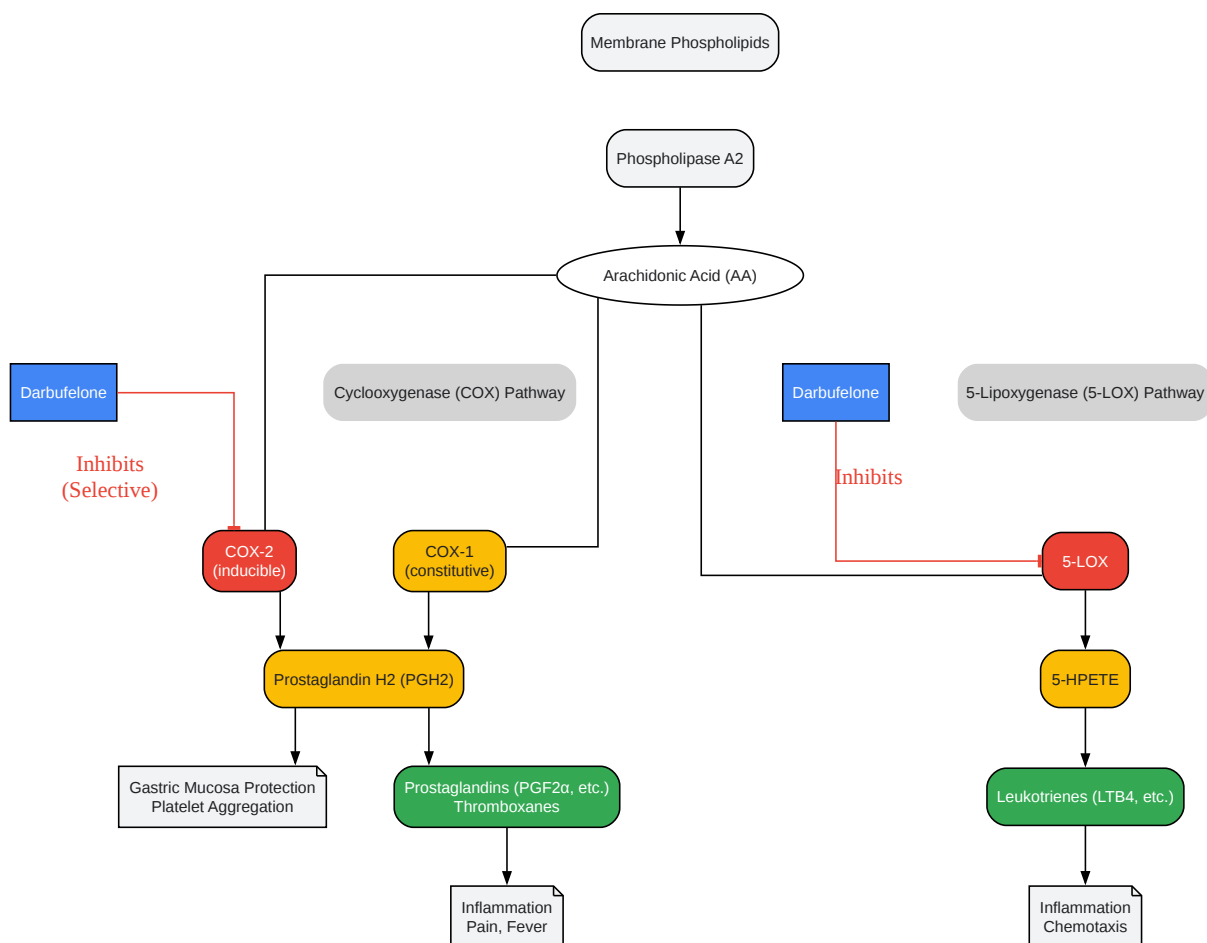 Membrane Phospholipids
Phospholipase A2
Arachidonic Acid (AA)
Darbufelone
Cyclooxygenase (COX) Pathway
Darbufelone
5-Lipoxygenase (5-LOX) Pathway
Inhibits
(Selective)
Inhibits
COX-2
(inducible)
COX-1
(constitutive)
5-LOX
Prostaglandin H2 (PGH2)
5-HPETE
Gastric Mucosa Protection
Platelet Aggregation
Prostaglandins (PGF2α, etc.)
Thromboxanes
Leukotrienes (LTB4, etc.)
Inflammation
Pain, Fever
Inflammation
Chemotaxis